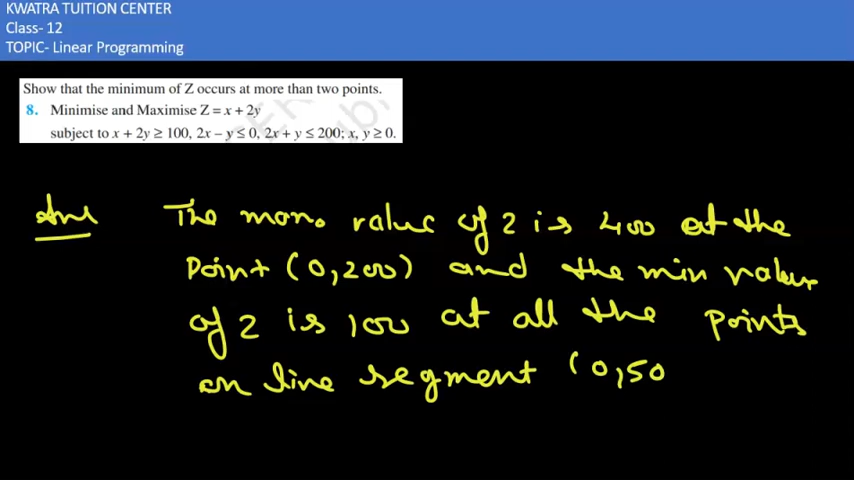 KWATRA TUITION CENTER
Class- 12
TOPIC- Linear Programming
Show that the minimum of Z occurs at more than two points.
8. Minimise and Maximise Z = x + 2y
subject to x + 2y ≥ 100, 2x – y ≤ 0, 2x + y ≤ 200; x, y ≥ 0.
Ans The max. value of Z is 400 at the
Point (0,200) and the min value
of Z is 100 at all the points
on line segment (0,50